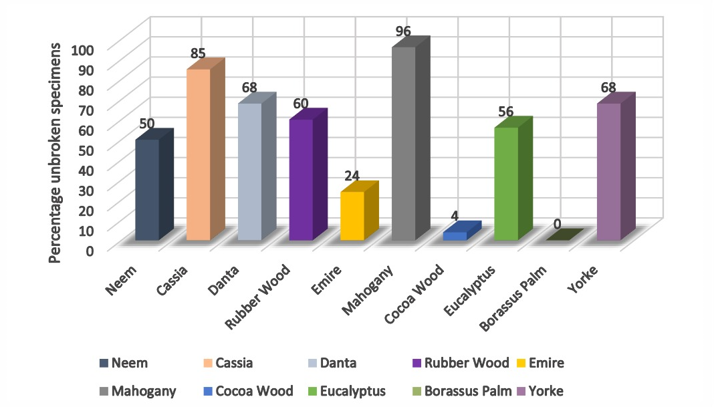 Percentage unbroken specimens
100
90
80
70
60
50
40
30
20
10
0
50
85
68
60
24
96
4
56
0
68
Neem
Cassia
Danta
Rubber Wood
Emire
Mahogany
Cocoa Wood
Eucalyptus
Borassus Palm
Yorke
Neem Cassia Danta Rubber Wood Emire
Mahogany Cocoa Wood Eucalyptus Borassus Palm Yorke